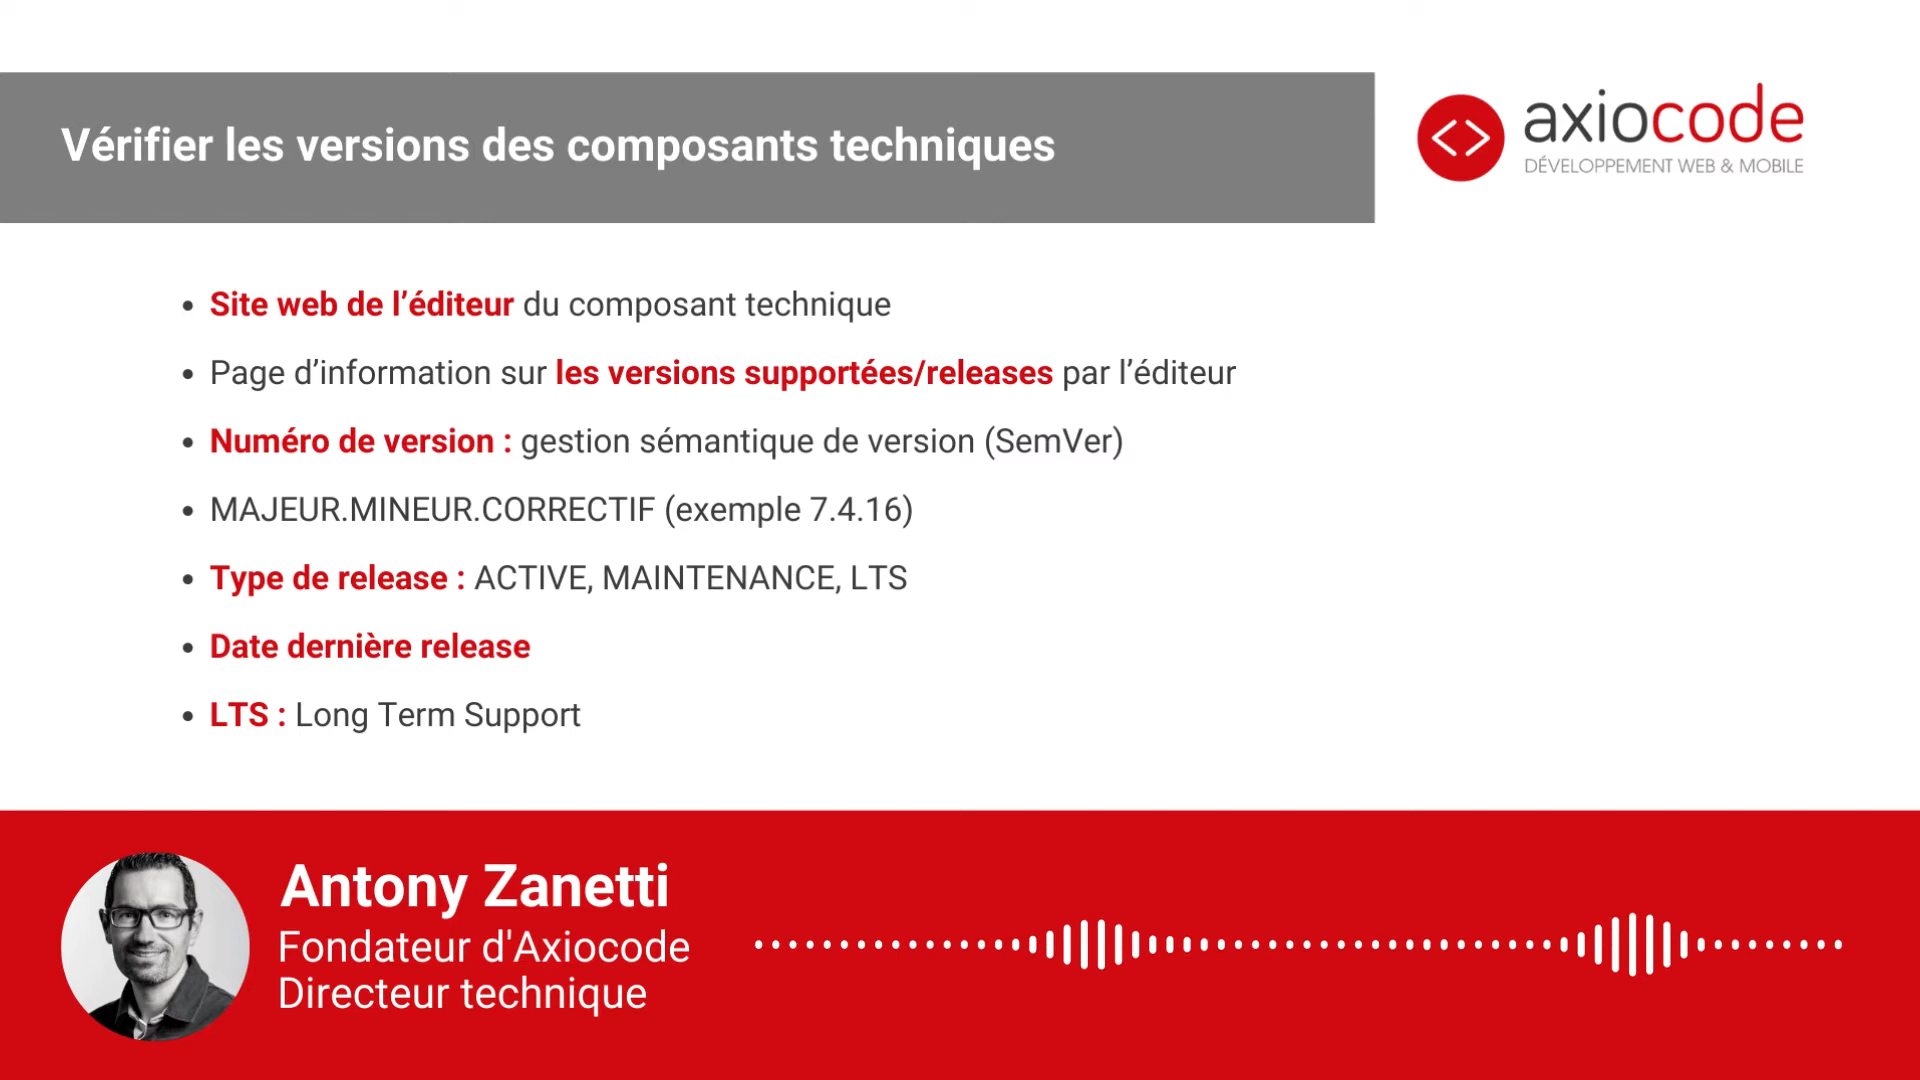 Vérifier les versions des composants techniques
axiocode
DÉVELOPPEMENT WEB & MOBILE
• Site web de l’éditeur du composant technique
• Page d’information sur les versions supportées/releases par l’éditeur
• Numéro de version : gestion sémantique de version (SemVer)
• MAJEUR.MINEUR.CORRECTIF (exemple 7.4.16)
• Type de release : ACTIVE, MAINTENANCE, LTS
• Date dernière release
• LTS : Long Term Support
Antony Zanetti
Fondateur d'Axiocode
Directeur technique